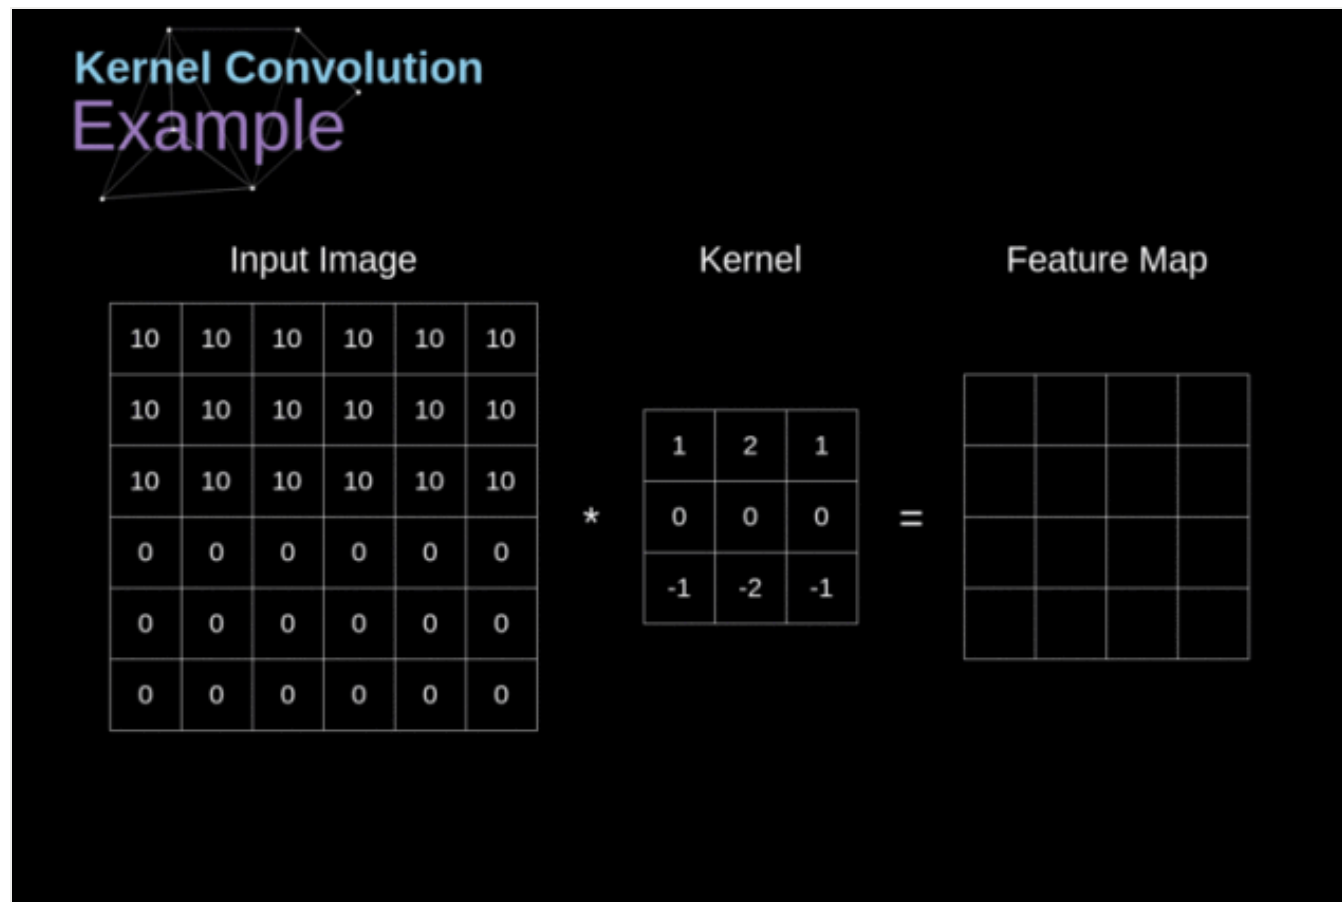 Kernel Convolution
Example
Input Image
Kernel
Feature Map
10 10 10 10 10 10
10 10 10 10 10 10
10 10 10 10 10 10
0 0 0 0 0 0
0 0 0 0 0 0
0 0 0 0 0 0
*
1 2 1
0 0 0
-1 -2 -1
=